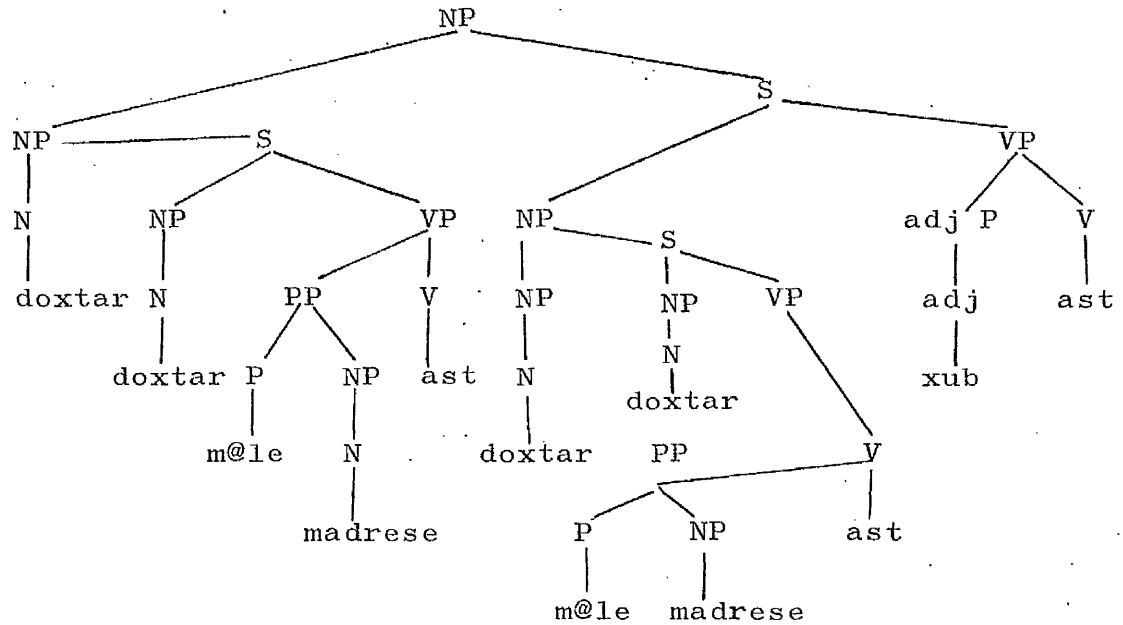 NP
S
NP S VP
N NP VP NP S adj P V
doxtar N PP V NP NP VP adj ast
doxtar P NP ast N N doxtar xub
m@le N doxtar PP V
madrese P NP ast
m@le madrese